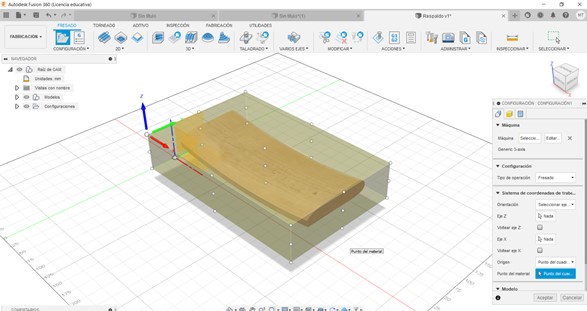 Autodesk Fusion 360 (Licencia educativa)
Sin título*
Sin título*(1)
Respaldo v1*
FABRICACIÓN
FRESADO
TORNEADO
ADITIVO
INSPECCIÓN
FABRICACIÓN
UTILIDADES
CONFIGURACIÓN
2D
3D
TALADRADO
VARIOS EJES
MODIFICAR
ACCIONES
ADMINISTRAR
INSPECCIONAR
SELECCIONAR
NAVEGADOR
Raíz de CAM
Unidades: mm
Vistas con nombre
Modelos
Configuraciones
Z
Punto del material
CONFIGURACIÓN: CONFIGURACIÓN1
Máquina
Máquina
Seleccio...
Editar...
Generic 3-axis
Configuración
Tipo de operación
Fresado
Sistema de coordenadas de traba...
Orientación
Seleccionar eje...
Eje Z
Nada
Voltear eje Z
Eje X
Nada
Voltear eje X
Origen
Punto del cuad...
Punto del material
Punto del cuad...
Modelo
Aceptar
Cancelar
COMENTARIOS